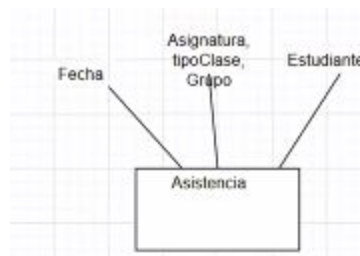 Asignatura,
tipoClase,
Grupo
Fecha
Estudiante
Asistencia